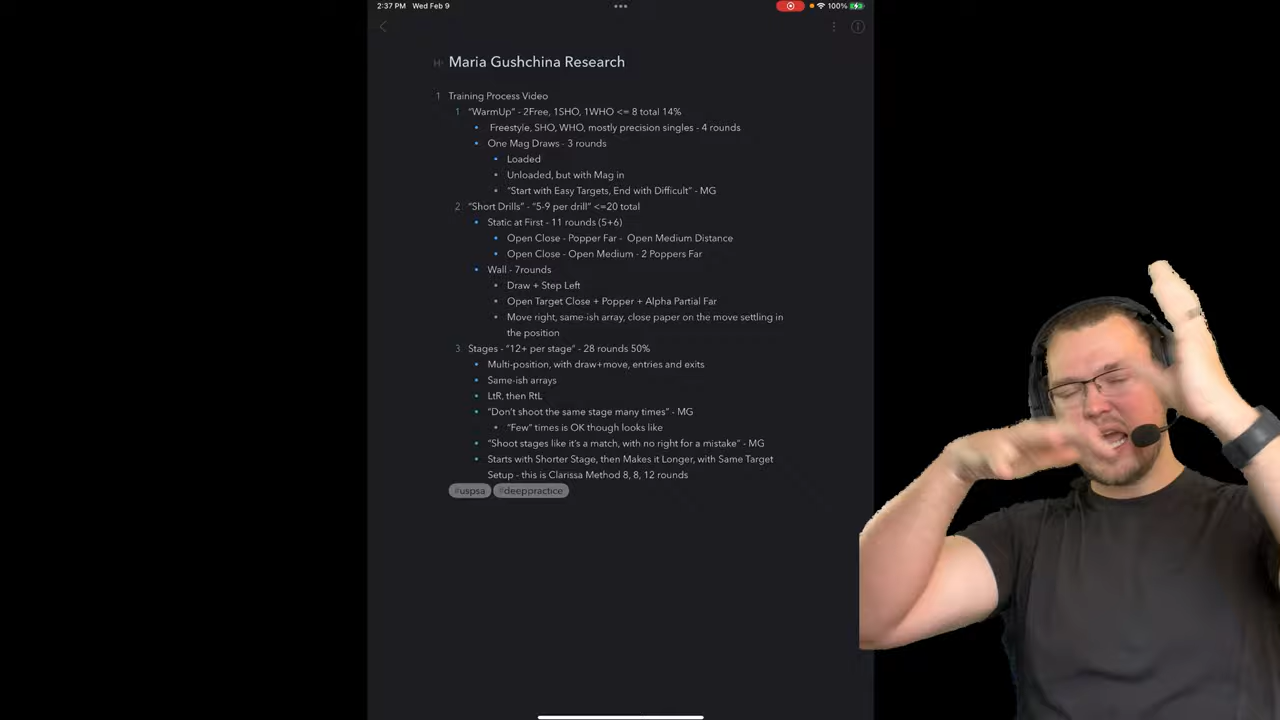 2:37 PM Wed Feb 9
100%
H1 Maria Gushchina Research
1 Training Process Video
1 “WarmUp” - 2Free, 1SHO, 1WHO <= 8 total 14%
• Freestyle, SHO, WHO, mostly precision singles - 4 rounds
• One Mag Draws - 3 rounds
• Loaded
• Unloaded, but with Mag in
• “Start with Easy Targets, End with Difficult” - MG
2 “Short Drills” - “5-9 per drill” <=20 total
• Static at First - 11 rounds (5+6)
• Open Close - Popper Far - Open Medium Distance
• Open Close - Open Medium - 2 Poppers Far
• Wall - 7rounds
• Draw + Step Left
• Open Target Close + Popper + Alpha Partial Far
• Move right, same-ish array, close paper on the move settling in
the position
3 Stages - “12+ per stage” - 28 rounds 50%
• Multi-position, with draw+move, entries and exits
• Same-ish arrays
• LtR, then RtL
• “Don’t shoot the same stage many times” - MG
• “Few” times is OK though looks like
• “Shoot stages like it’s a match, with no right for a mistake” - MG
• Starts with Shorter Stage, then Makes it Longer, with Same Target
Setup - this is Clarissa Method 8, 8, 12 rounds
#uspsa #deeppractice